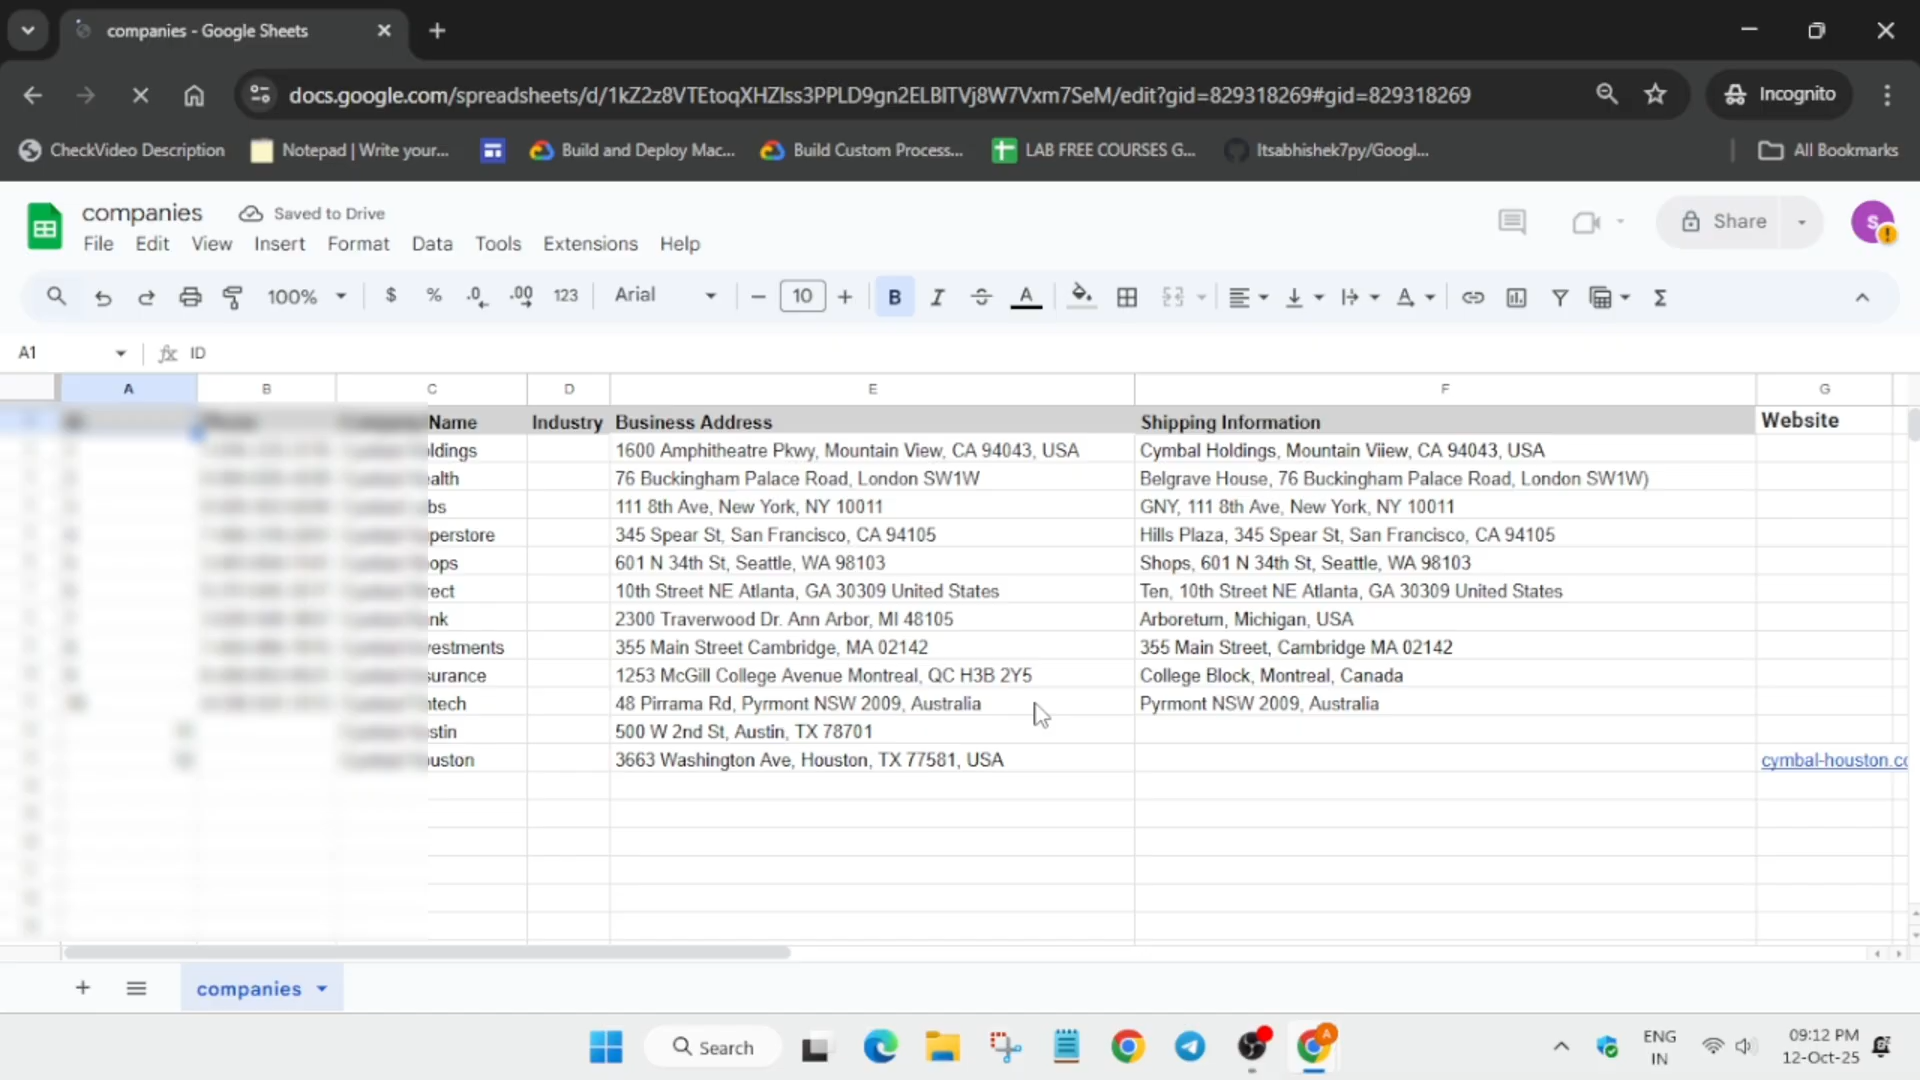 companies - Google Sheets
docs.google.com/spreadsheets/d/1kZ2z8VTEtoqXHZlss3PPLD9gn2ELBlTVj8W7Vxm7SeM/edit?gid=829318269#gid=829318269
Incognito
CheckVideo Description
Notepad | Write your...
Build and Deploy Mac...
Build Custom Process...
LAB FREE COURSES G...
Itsabhishek7py/Googl...
All Bookmarks
companies
Saved to Drive
File Edit View Insert Format Data Tools Extensions Help
Share
S
100% $ % .0 .00 123 Arial 10 B I A
A1 fx ID
A B C D E F G
Name Industry Business Address Shipping Information Website
ldings 1600 Amphitheatre Pkwy, Mountain View, CA 94043, USA Cymbal Holdings, Mountain Viiew, CA 94043, USA
alth 76 Buckingham Palace Road, London SW1W Belgrave House, 76 Buckingham Palace Road, London SW1W)
bs 111 8th Ave, New York, NY 10011 GNY, 111 8th Ave, New York, NY 10011
perstore 345 Spear St, San Francisco, CA 94105 Hills Plaza, 345 Spear St, San Francisco, CA 94105
ops 601 N 34th St, Seattle, WA 98103 Shops, 601 N 34th St, Seattle, WA 98103
rect 10th Street NE Atlanta, GA 30309 United States Ten, 10th Street NE Atlanta, GA 30309 United States
nk 2300 Traverwood Dr. Ann Arbor, MI 48105 Arboretum, Michigan, USA
vestments 355 Main Street Cambridge, MA 02142 355 Main Street, Cambridge MA 02142
surance 1253 McGill College Avenue Montreal, QC H3B 2Y5 College Block, Montreal, Canada
ntech 48 Pirrama Rd, Pyrmont NSW 2009, Australia Pyrmont NSW 2009, Australia
stin 500 W 2nd St, Austin, TX 78701
uston 3663 Washington Ave, Houston, TX 77581, USA cymbal-houston.co
companies
Search
ENG
IN
09:12 PM
12-Oct-25